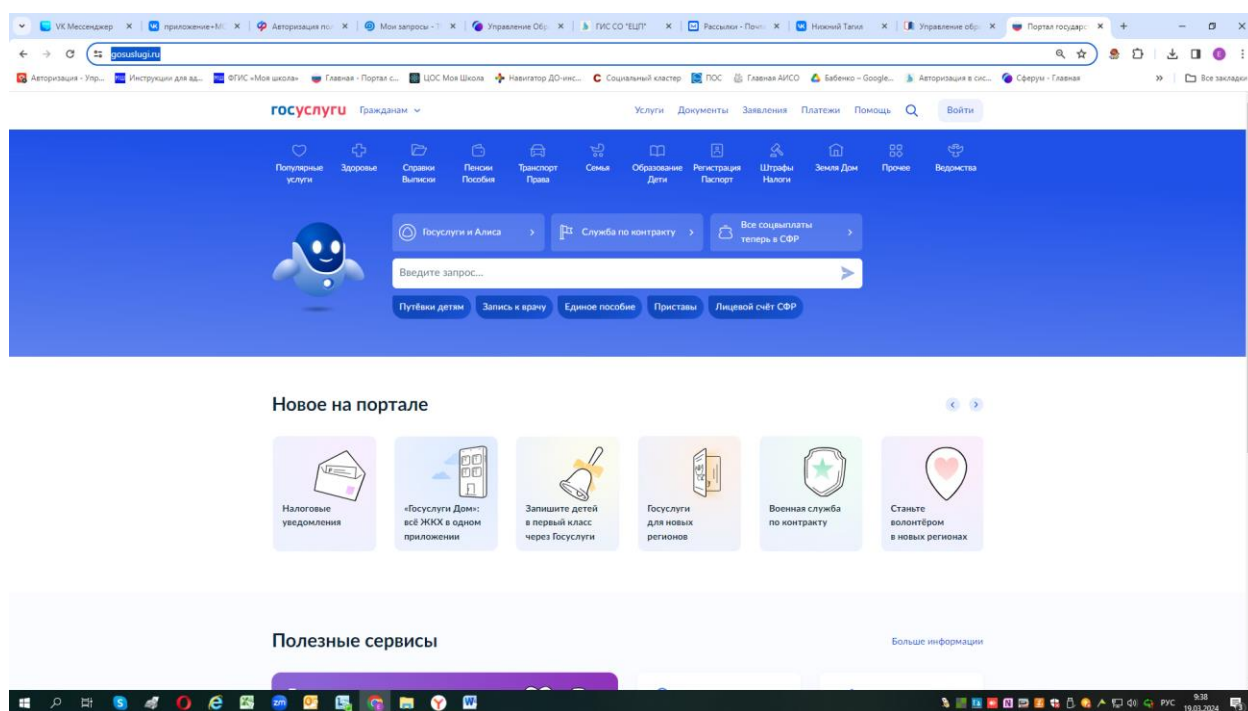 VK Мессенджер
Авторизация пол
Мои запросы - Т
Управление Обр
ГИС СО "ЕЦП"
Рассылки - Почт
Нижний Тагил
Управление обр
Портал государс
gosuslugi.ru
Авторизация - Упр...
Инструкции для ад...
ФГИС «Моя школа»
Главная - Портал с...
ЦОС Моя Школа
Навигатор ДО-инс...
Социальный кластер
ПОС
Главная АИСО
Бабенко – Google...
Авторизация в сис...
Сферум - Главная
Все закладки
госуслуги
Гражданам
Услуги Документы Заявления Платежи Помощь
Войти
Популярные услуги
Здоровье
Справки Выписки
Пенсии Пособия
Транспорт Права
Семья
Образование Дети
Регистрация Паспорт
Штрафы Налоги
Земля Дом
Прочее
Ведомства
Госуслуги и Алиса
Служба по контракту
Все соцвыплаты
теперь в СФР
Введите запрос...
Путёвки детям
Запись к врачу
Единое пособие
Приставы
Лицевой счёт СФР
Новое на портале
Налоговые
уведомления
«Госуслуги Дом»:
всё ЖКХ в одном
приложении
Запишите детей
в первый класс
через Госуслуги
Госуслуги
для новых
регионов
Военная служба
по контракту
Станьте
волонтёром
в новых регионах
Полезные сервисы
Больше информации
РУС
9:38
19.03.2024